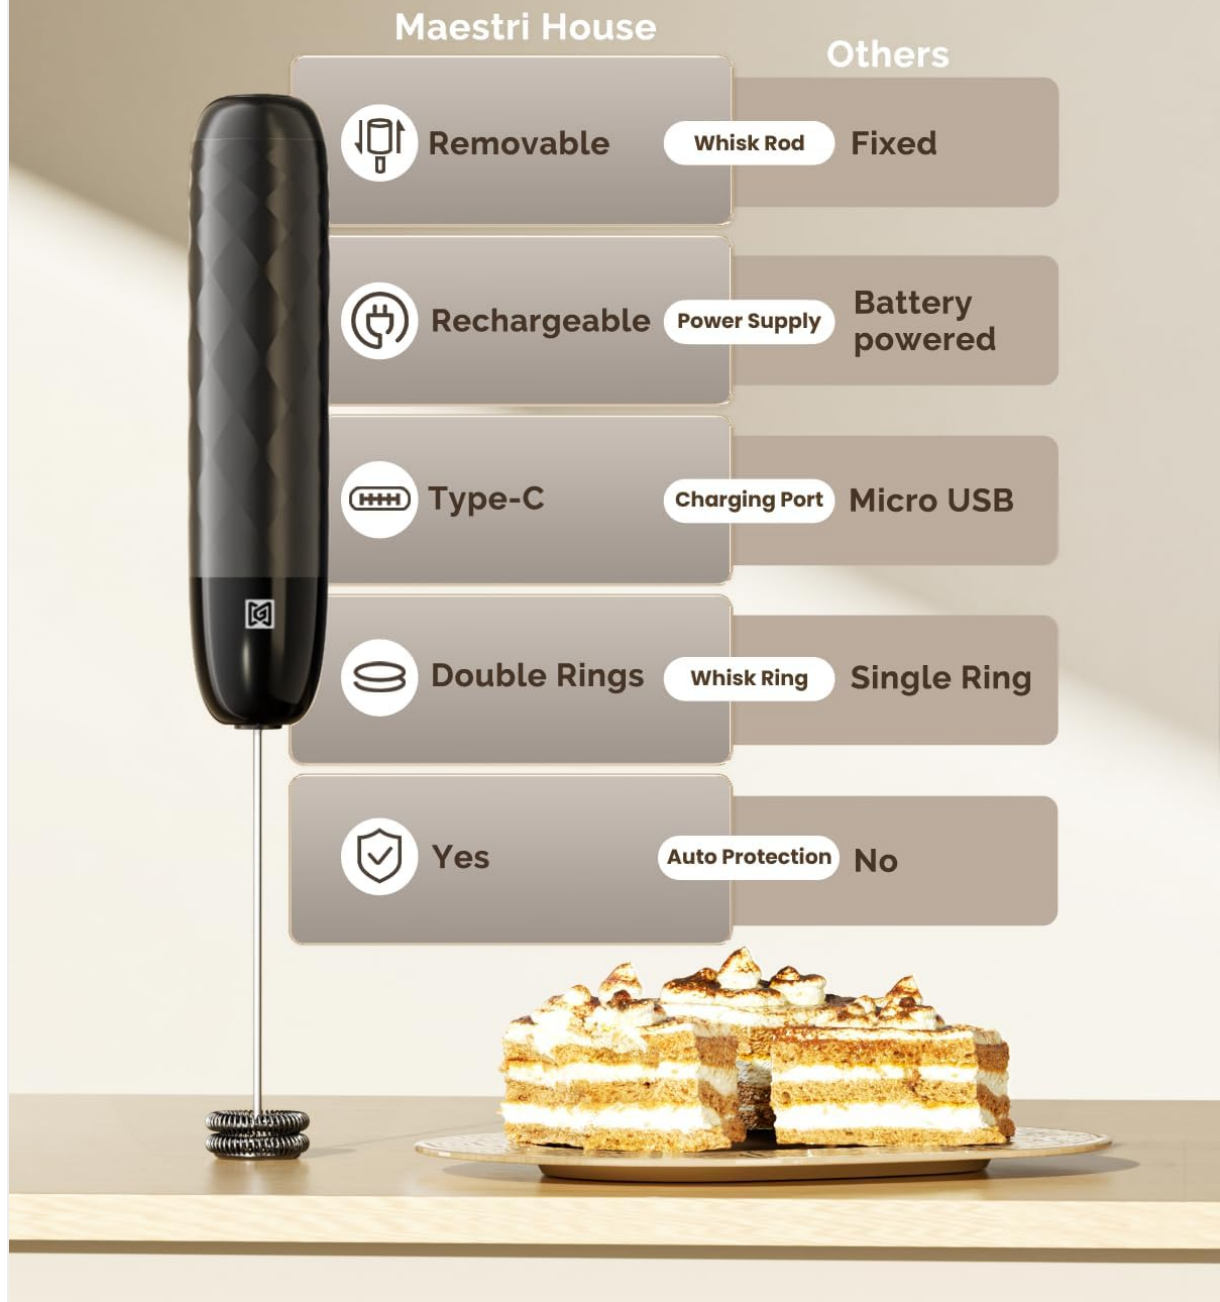 Maestri House
Others
Removable
Whisk Rod
Fixed
Rechargeable
Power Supply
Battery
powered
Type-C
Charging Port
Micro USB
Double Rings
Whisk Ring
Single Ring
Yes
Auto Protection
No